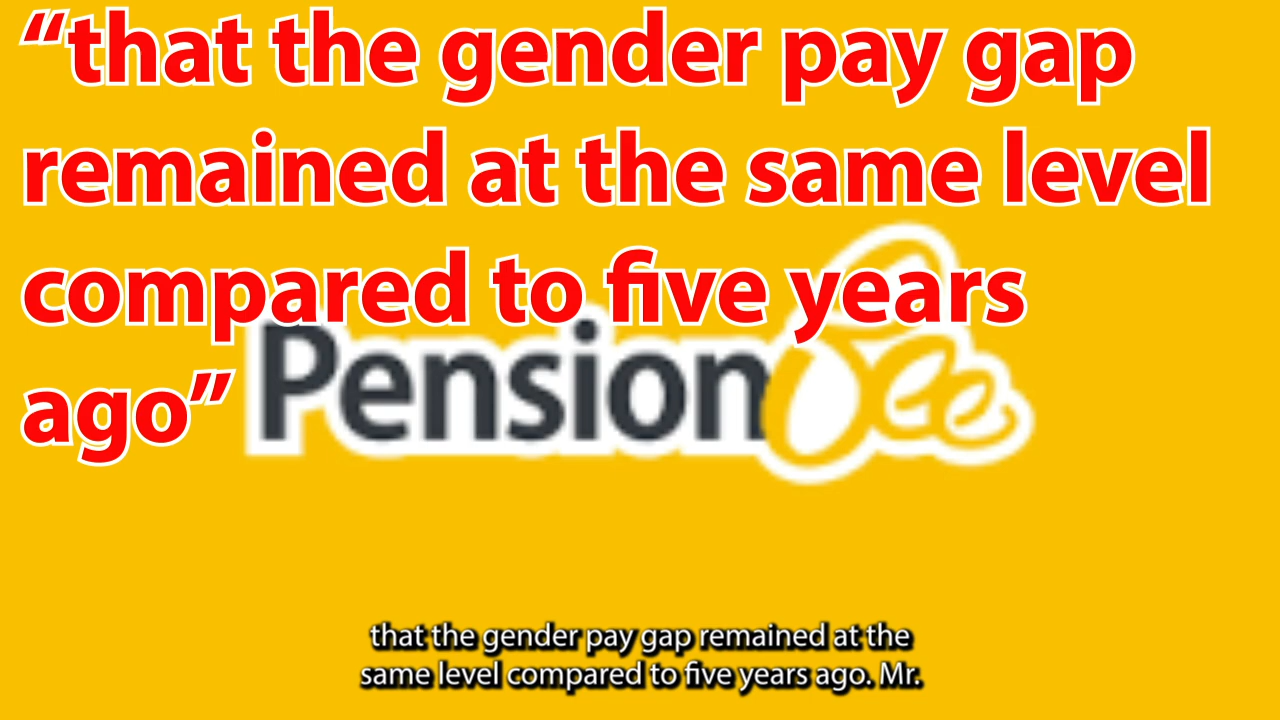 “that the gender pay gap
remained at the same level
compared to five years
ago”
PensionBee
that the gender pay gap remained at the
same level compared to five years ago. Mr.